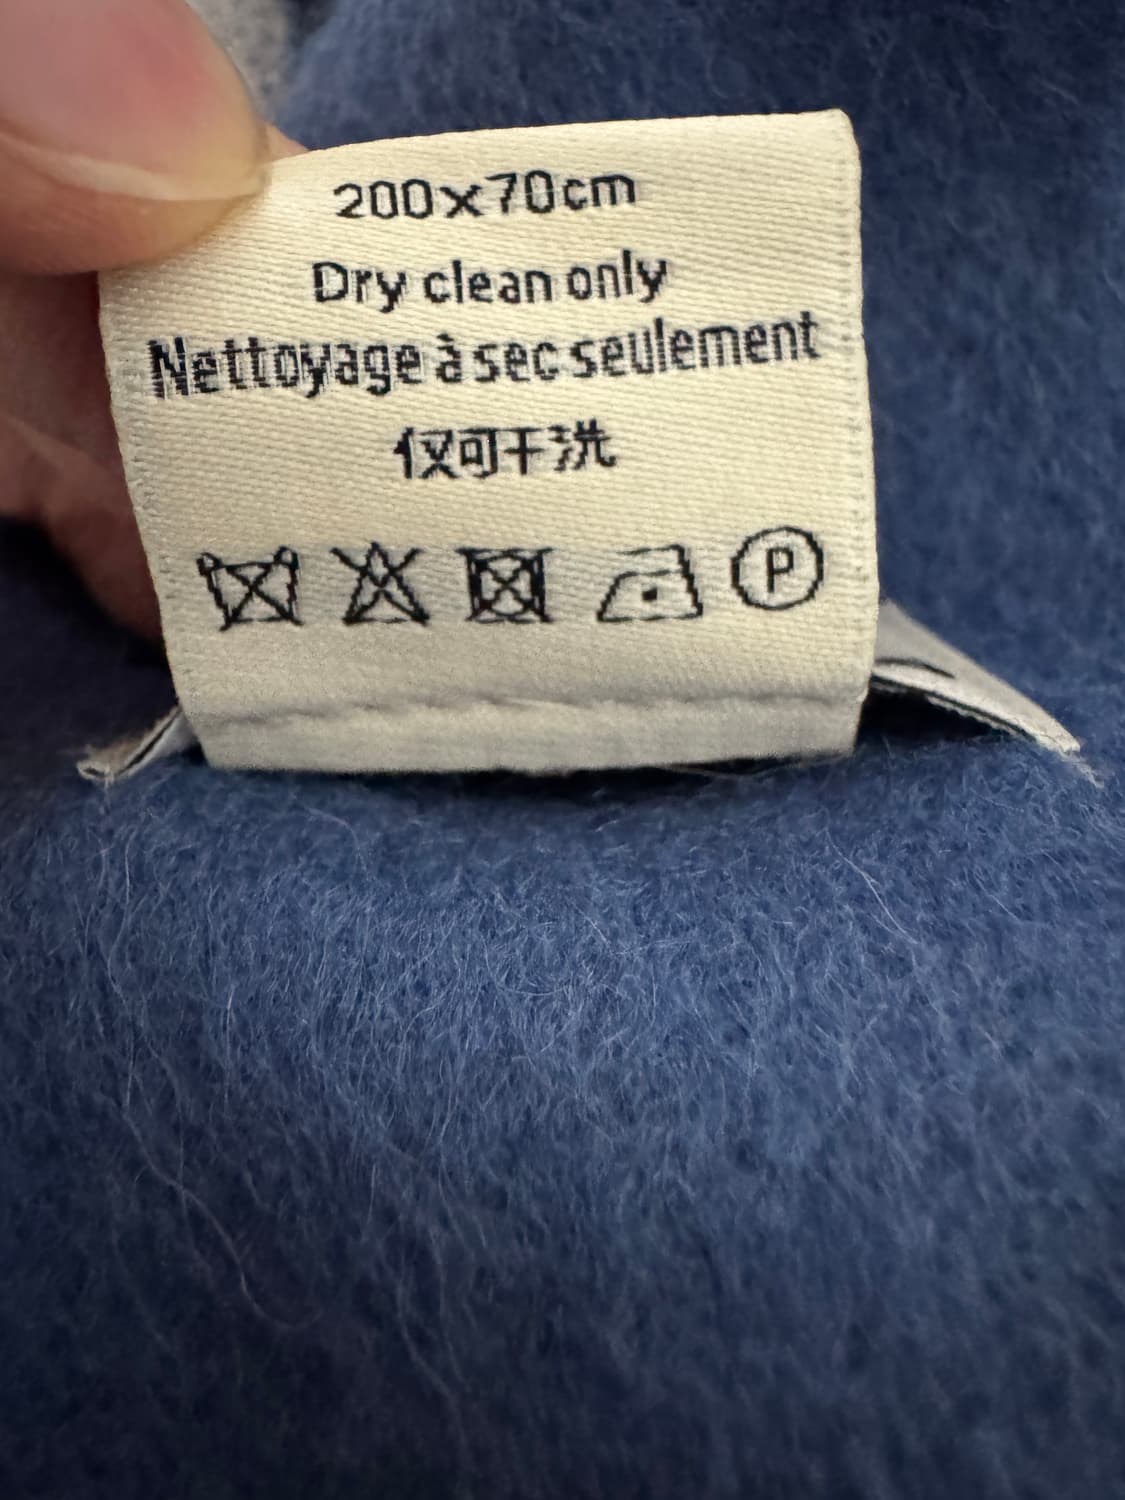 200x70cm
Dry clean only
Nettoyage à sec seulement
仅可干洗
P